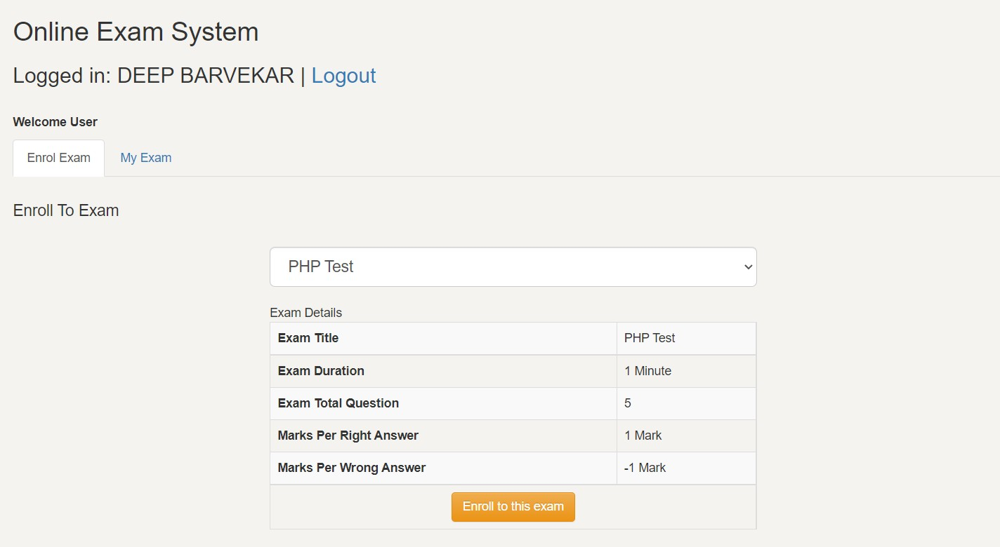 Online Exam System
Logged in: DEEP BARVEKAR | Logout
Welcome User
Enrol Exam My Exam
Enroll To Exam
PHP Test
Exam Details
Exam Title PHP Test
Exam Duration 1 Minute
Exam Total Question 5
Marks Per Right Answer 1 Mark
Marks Per Wrong Answer -1 Mark
Enroll to this exam